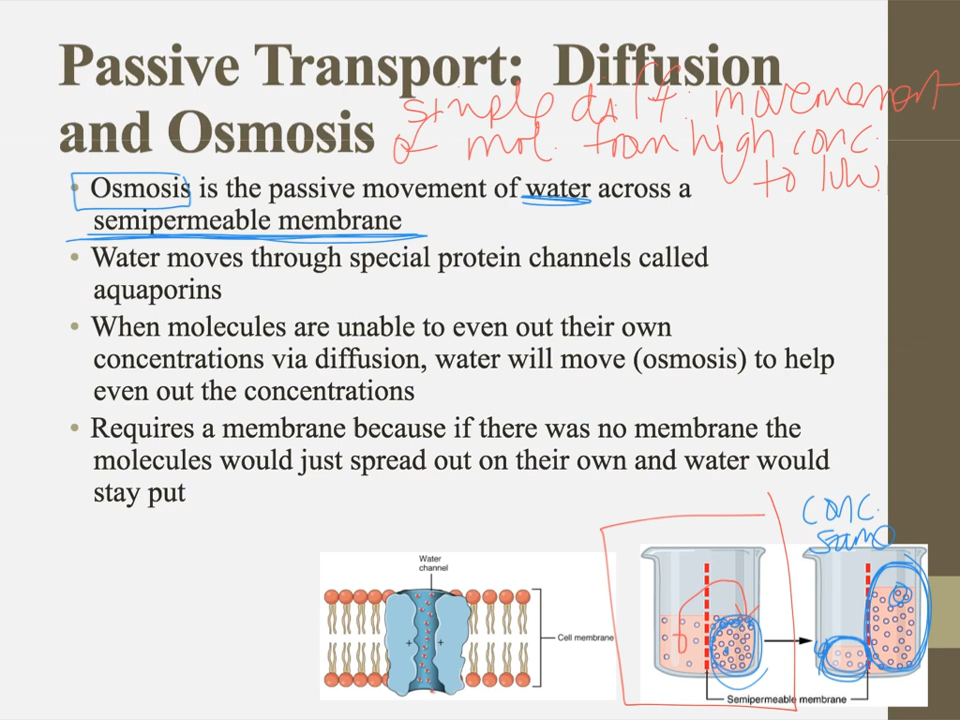 Passive Transport: Diffusion
and Osmosis
simple diff. movement
of mol. from high conc.
to low
• Osmosis is the passive movement of water across a
semipermeable membrane
• Water moves through special protein channels called
aquaporins
• When molecules are unable to even out their own
concentrations via diffusion, water will move (osmosis) to help
even out the concentrations
• Requires a membrane because if there was no membrane the
molecules would just spread out on their own and water would
stay put
conc.
same
Water
channel
+ +
Cell membrane
Semipermeable membrane